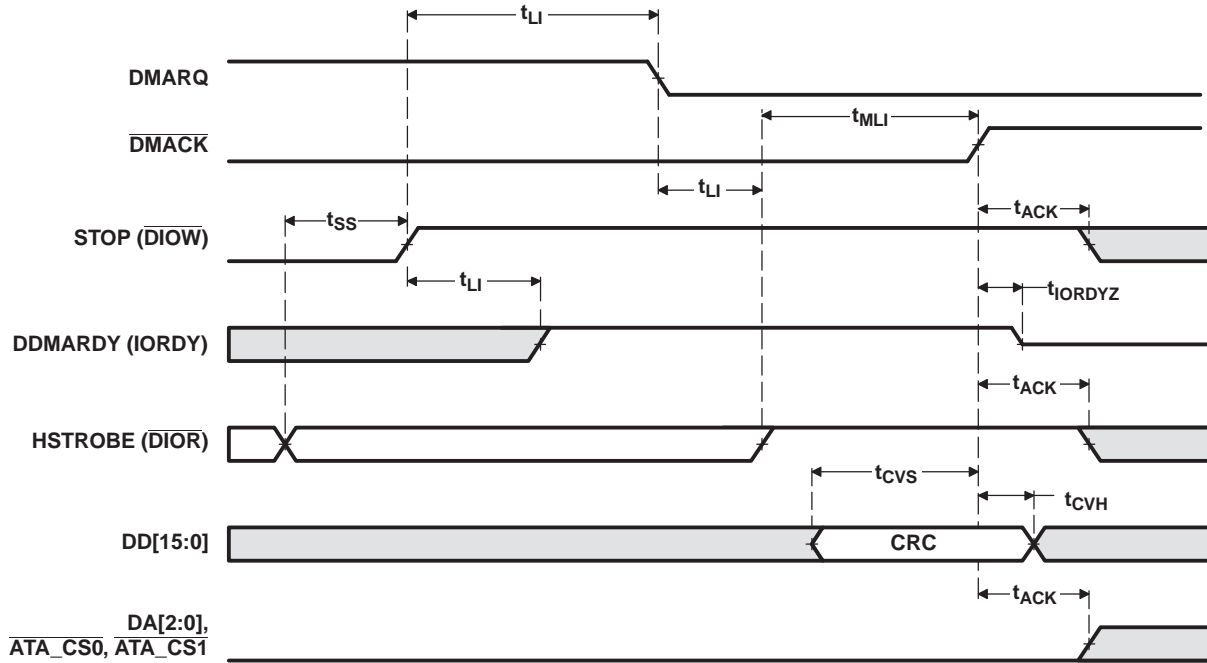 tLI
DMARQ
tMLI
DMACK
tLI
tSS
tACK
STOP (DIOW)
tLI
tIORDYZ
DDMARDY (IORDY)
tACK
HSTROBE (DIOR)
tCVS
tCVH
DD[15:0]
CRC
tACK
DA[2:0],
ATA_CS0, ATA_CS1